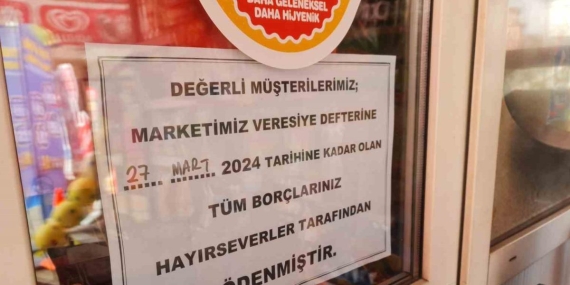 DAHA GELENEKSEL
DAHA HİJYENİK
DEĞERLİ MÜŞTERİLERİMİZ;
MARKETİMİZ VERESİYE DEFTERİNE
27 MART 2024 TARİHİNE KADAR OLAN
TÜM BORÇLARINIZ
HAYIRSEVERLER TARAFINDAN
ÖDENMİŞTİR.